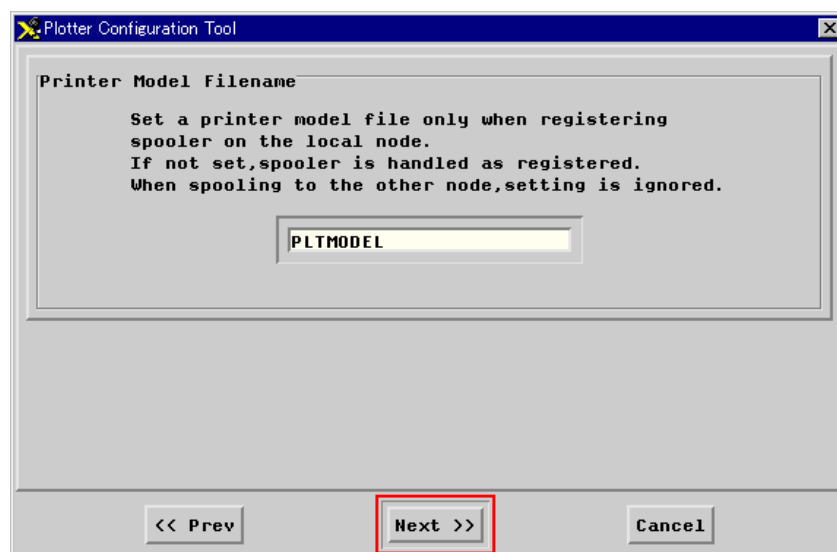 Plotter Configuration Tool
Printer Model Filename
Set a printer model file only when registering
spooler on the local node.
If not set,spooler is handled as registered.
When spooling to the other node,setting is ignored.
PLTMODEL
<< Prev
Next >>
Cancel